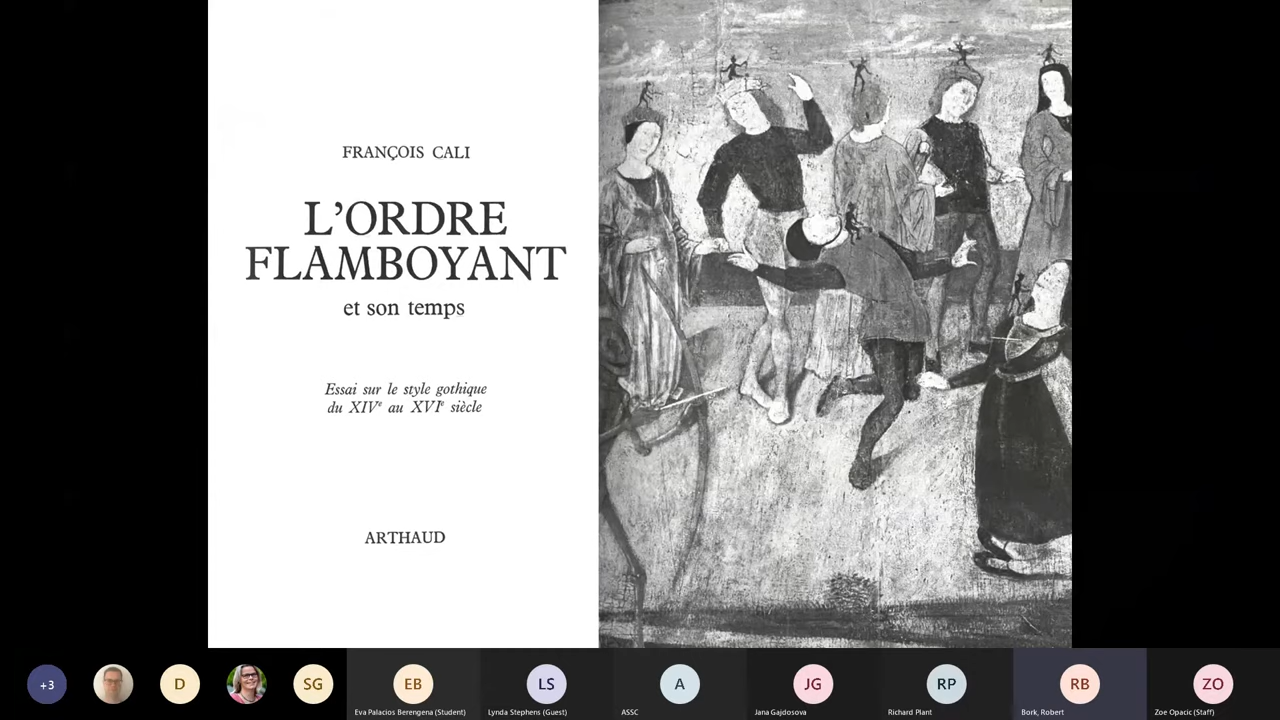 FRANÇOIS CALI
L'ORDRE
FLAMBOYANT
et son temps
Essai sur le style gothique
du XIVe au XVIe siècle
ARTHAUD
+3
D
SG
EB
LS
A
JG
RP
RB
ZO
Eva Palacios Berengena (Student)
Lynda Stephens (Guest)
ASSC
Jana Gajdosova
Richard Plant
Bork, Robert
Zoe Opacic (Staff)